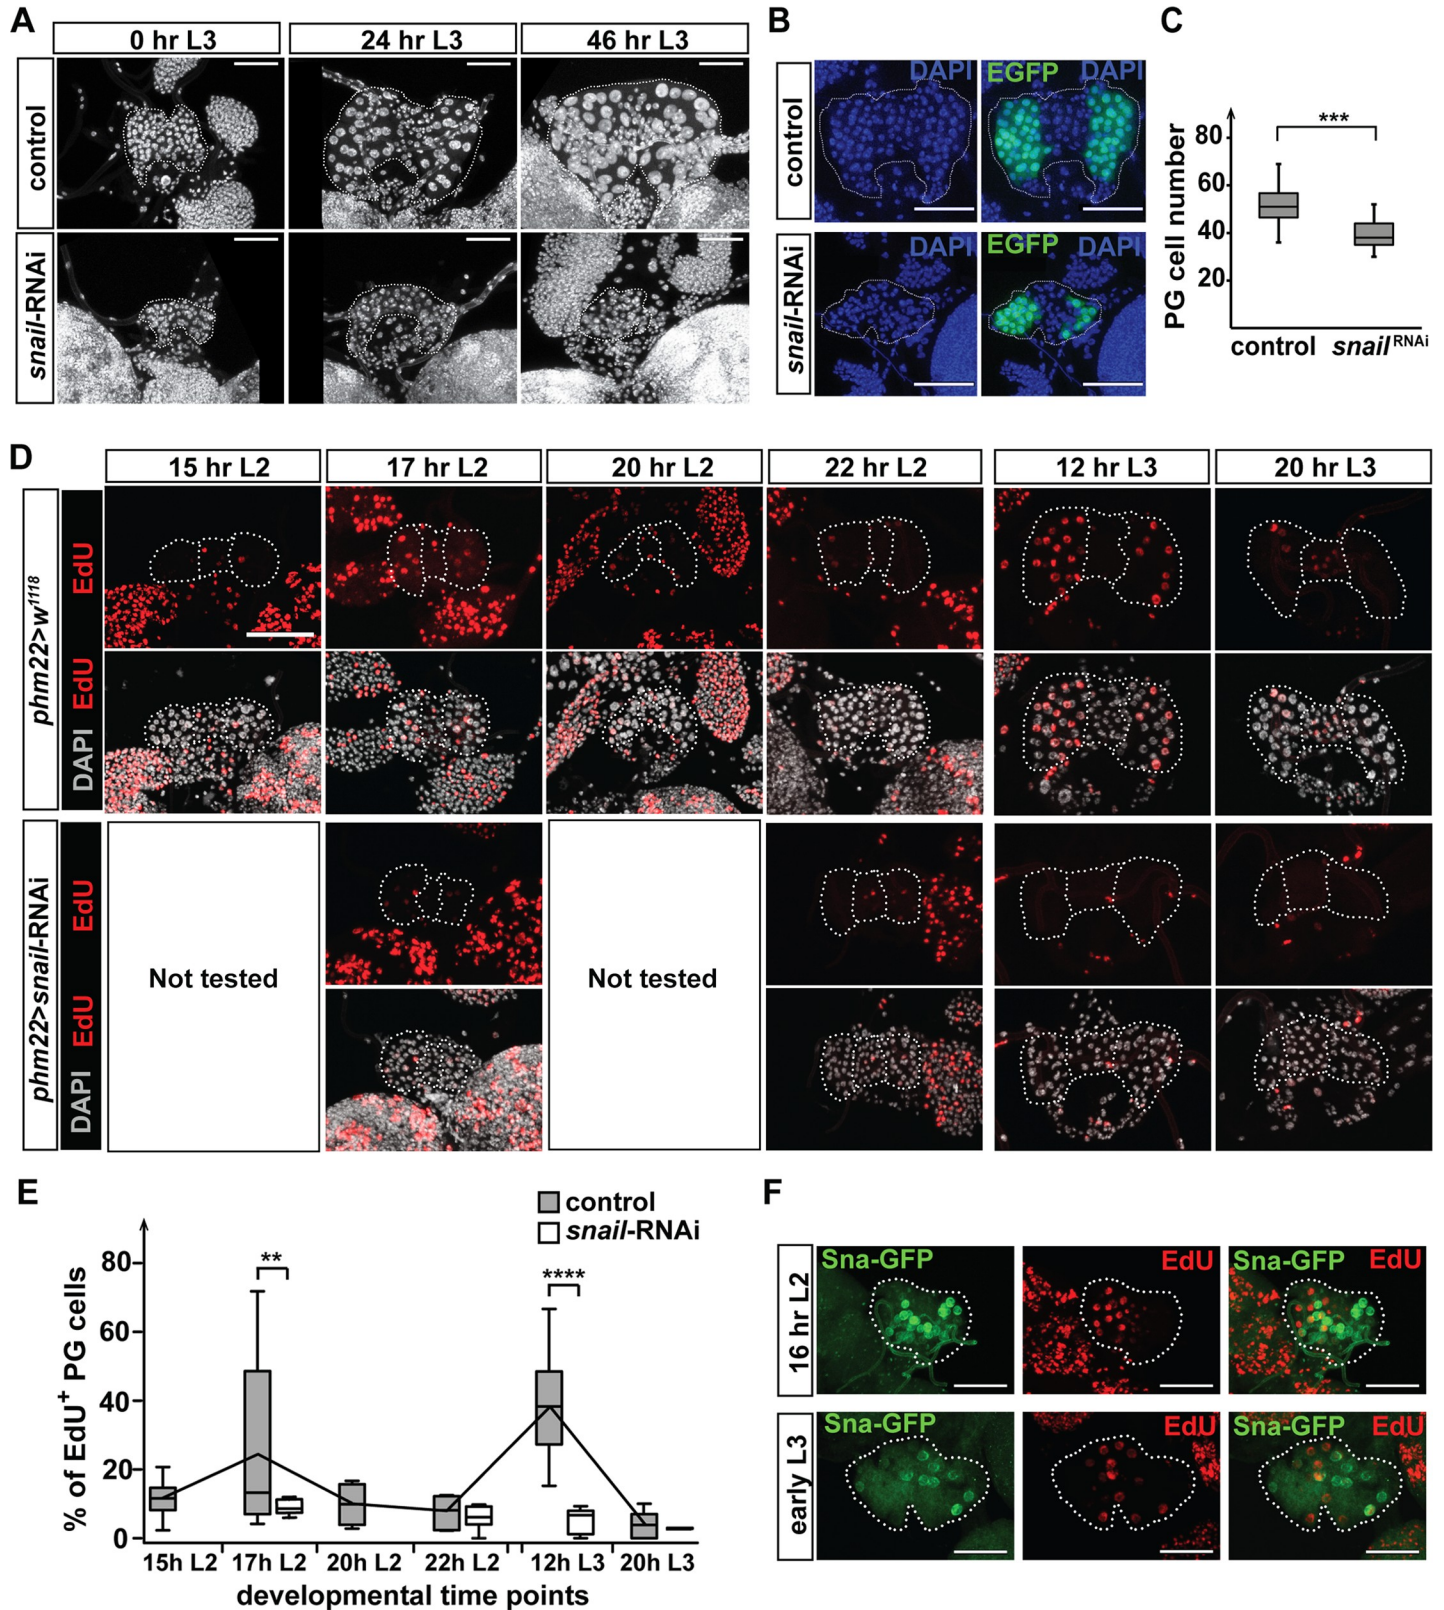 A
0 hr L3
24 hr L3
46 hr L3
control
snail-RNAi
B
DAPI
EGFP DAPI
control
DAPI
EGFP DAPI
snail-RNAi
C
PG cell number
80
60
40
20
***
control snail RNAi
D
15 hr L2
17 hr L2
20 hr L2
22 hr L2
12 hr L3
20 hr L3
phm22>w1118
EdU
DAPI EdU
phm22>snail-RNAi
EdU
DAPI EdU
Not tested
Not tested
E
control
snail-RNAi
% of EdU+ PG cells
80
60
40
20
0
**
****
15h L2
17h L2
20h L2
22h L2
12h L3
20h L3
developmental time points
F
16 hr L2
Sna-GFP
EdU
Sna-GFP EdU
early L3
Sna-GFP
EdU
Sna-GFP EdU